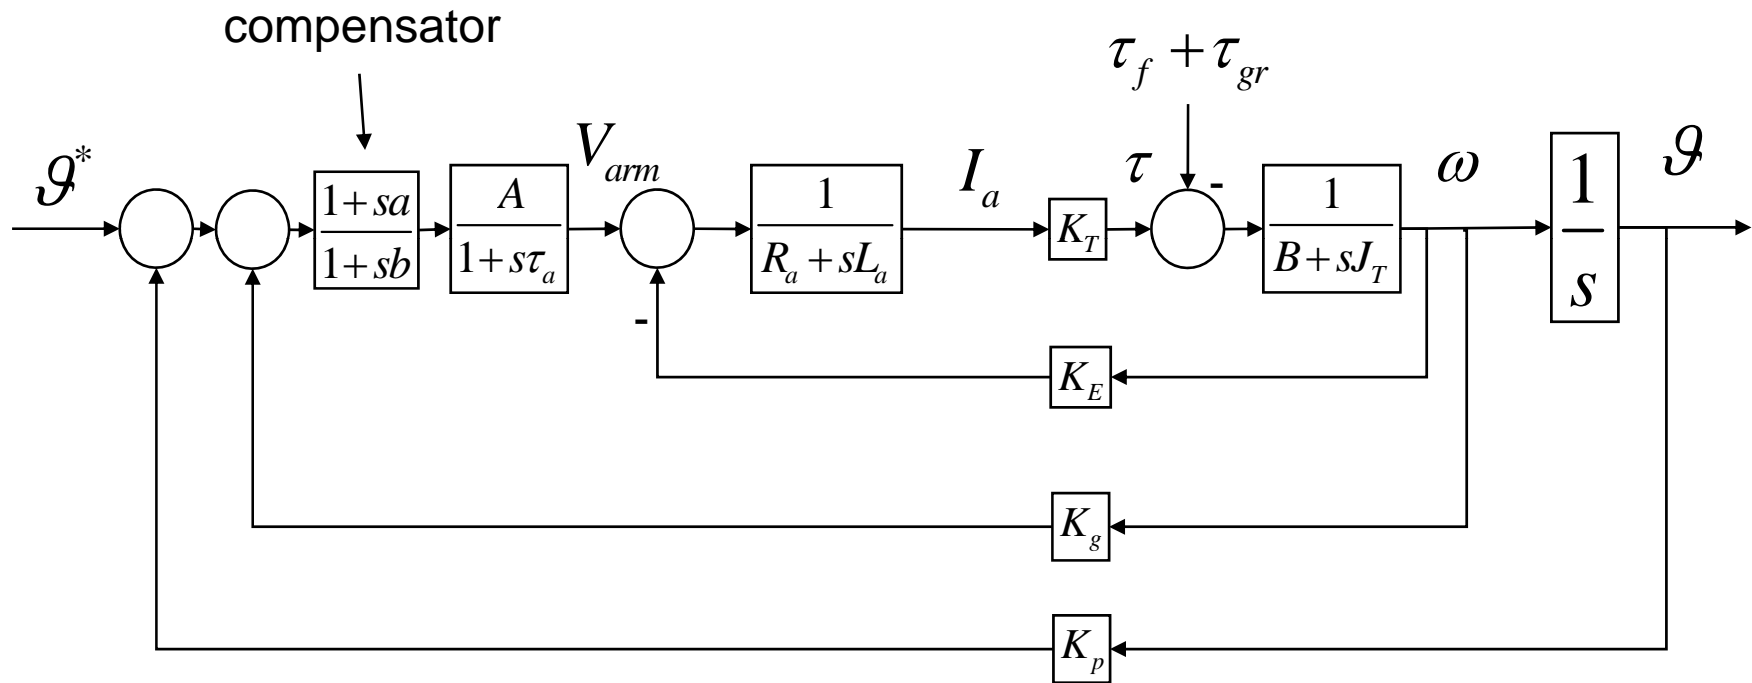 compensator
τ_f + τ_gr
ϑ*
1+sa
1+sb
A
1+sτ_a
V_arm
1
R_a + sL_a
I_a
K_T
τ
-
1
B + sJ_T
ω
1
s
ϑ
-
K_E
K_g
K_p